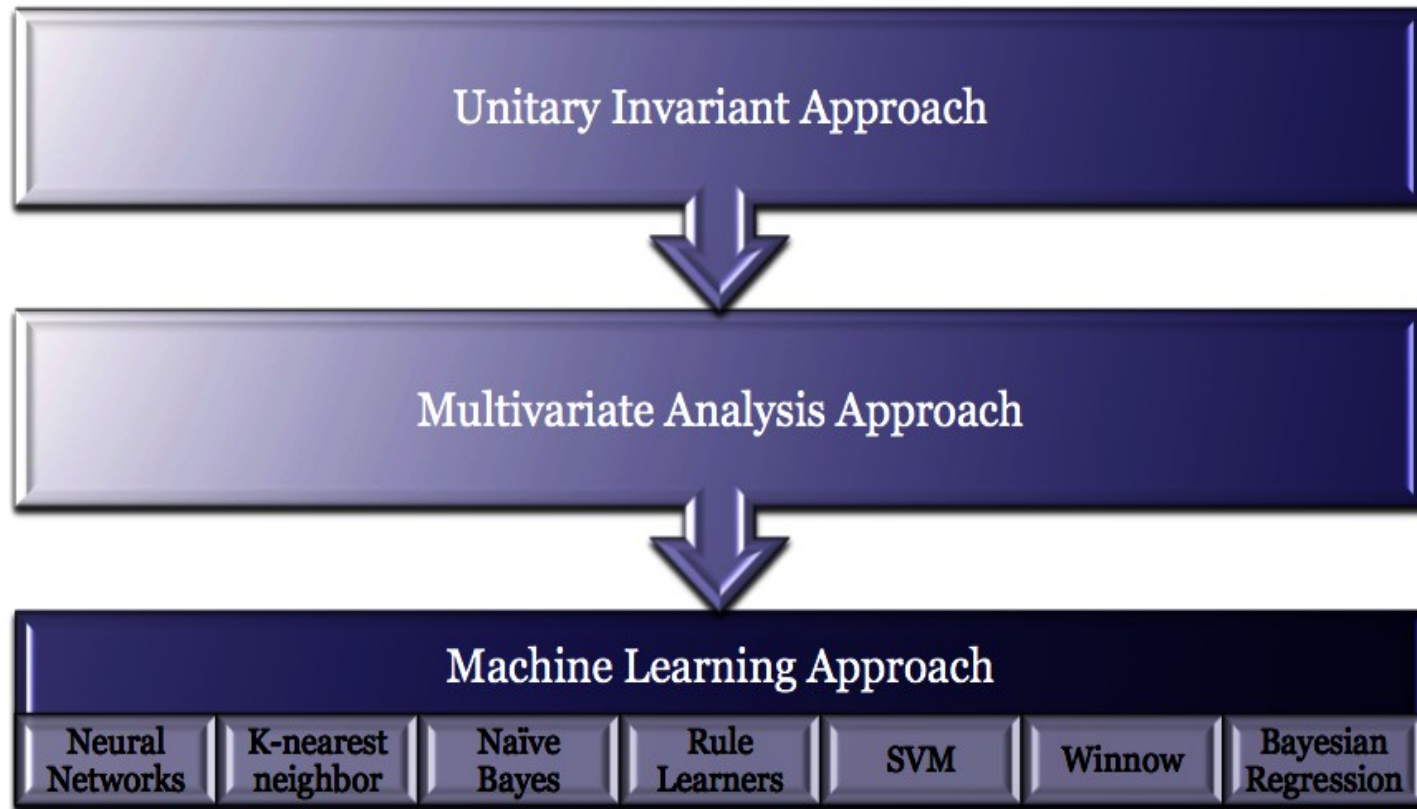 Unitary Invariant Approach
Multivariate Analysis Approach
Machine Learning Approach
Neural
Networks
K-nearest
neighbor
Naïve
Bayes
Rule
Learners
SVM
Winnow
Bayesian
Regression